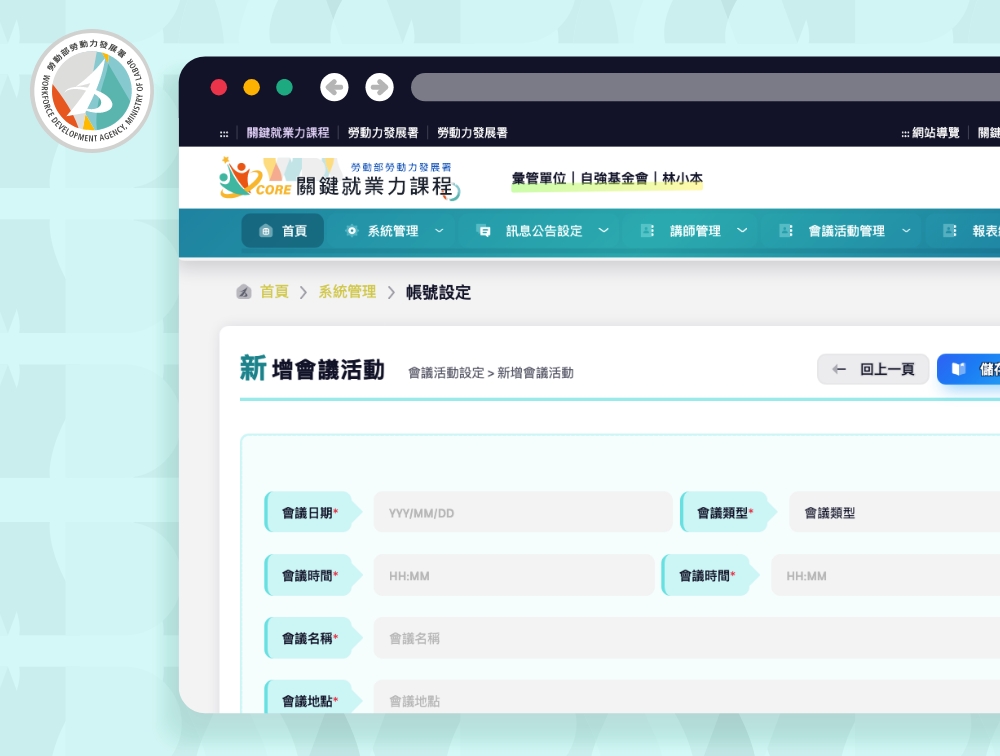 勞動部勞動力發展署
WORKFORCE DEVELOPMENT AGENCY, MINISTRY OF LABOR
::: 關鍵就業力課程 勞動力發展署 勞動力發展署 ::: 網站導覽 關鍵
勞動部勞動力發展署
CORE 關鍵就業力課程
彙管單位 | 自強基金會 | 林小本
首頁 系統管理 訊息公告設定 講師管理 會議活動管理 報表
首頁 > 系統管理 > 帳號設定
新增會議活動 會議活動設定 > 新增會議活動 回上一頁 儲存
會議日期* YYY/MM/DD 會議類型* 會議類型
會議時間* HH:MM 會議時間* HH:MM
會議名稱* 會議名稱
會議地點* 會議地點